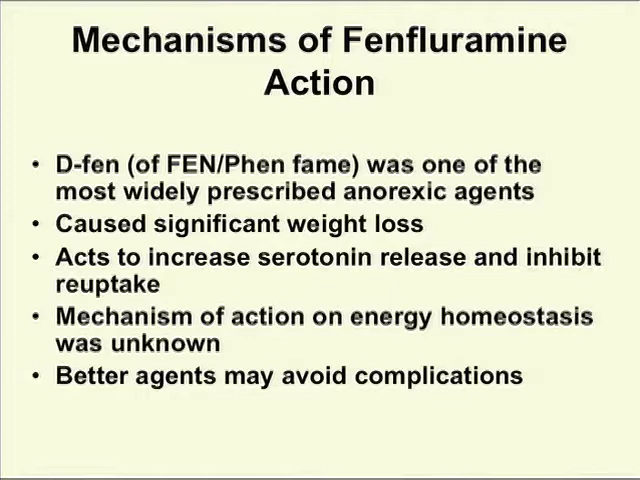 Mechanisms of Fenfluramine
Action
• D-fen (of FEN/Phen fame) was one of the
most widely prescribed anorexic agents
• Caused significant weight loss
• Acts to increase serotonin release and inhibit
reuptake
• Mechanism of action on energy homeostasis
was unknown
• Better agents may avoid complications